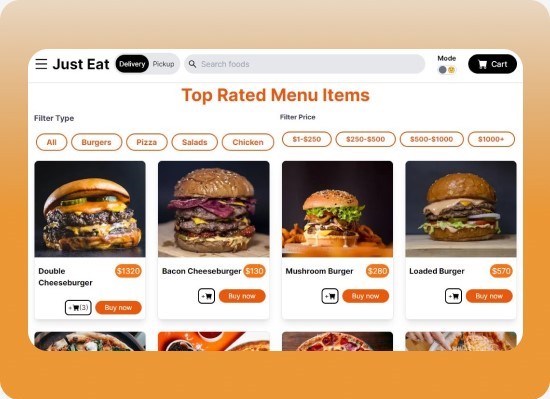 Just Eat Delivery Pickup Search foods Mode Cart
Top Rated Menu Items
Filter Type
Filter Price
All Burgers Pizza Salads Chicken
$1-$250 $250-$500 $500-$1000 $1000+
Double Cheeseburger $1320
+(3) Buy now
Bacon Cheeseburger $130
+ Buy now
Mushroom Burger $280
+ Buy now
Loaded Burger $570
+ Buy now